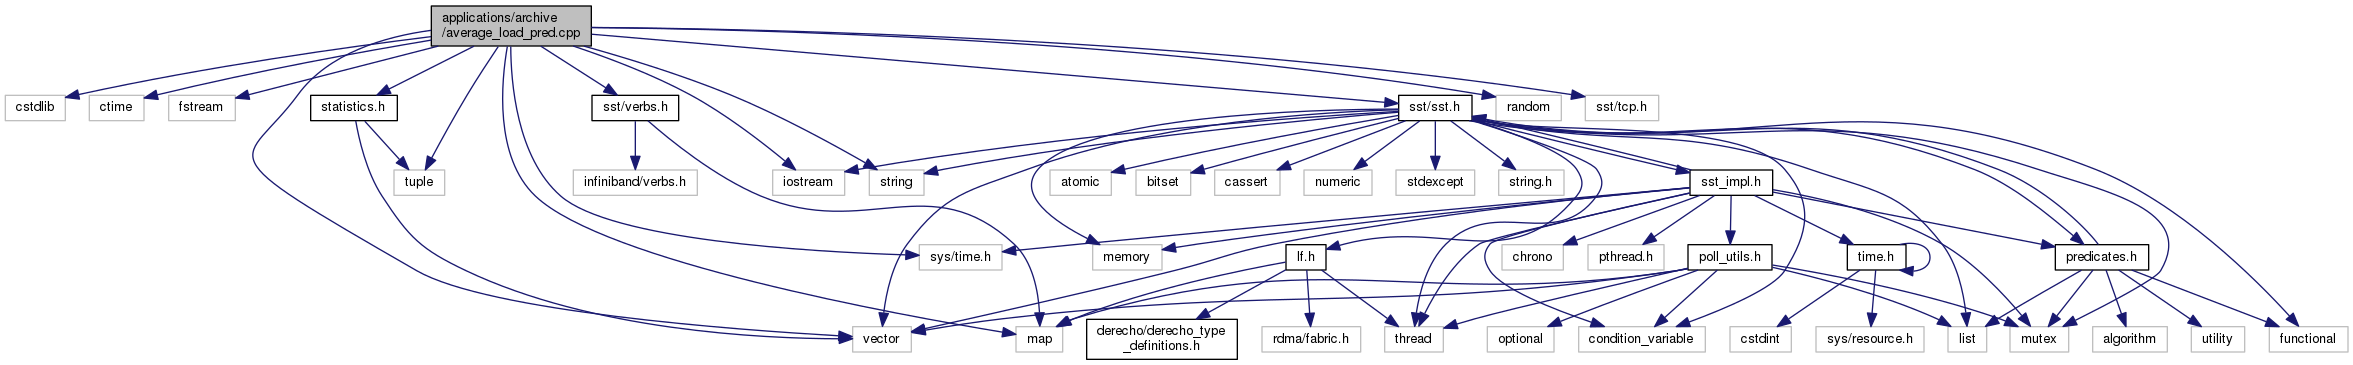 applications/archive
/average_load_pred.cpp
cstdlib
ctime
fstream
statistics.h
sst/verbs.h
sst/sst.h
random
sst/tcp.h
tuple
infiniband/verbs.h
iostream
string
atomic
bitset
cassert
numeric
stdexcept
string.h
sst_impl.h
sys/time.h
memory
lf.h
chrono
pthread.h
poll_utils.h
time.h
predicates.h
vector
map
derecho/derecho_type
_definitions.h
rdma/fabric.h
thread
optional
condition_variable
cstdint
sys/resource.h
list
mutex
algorithm
utility
functional